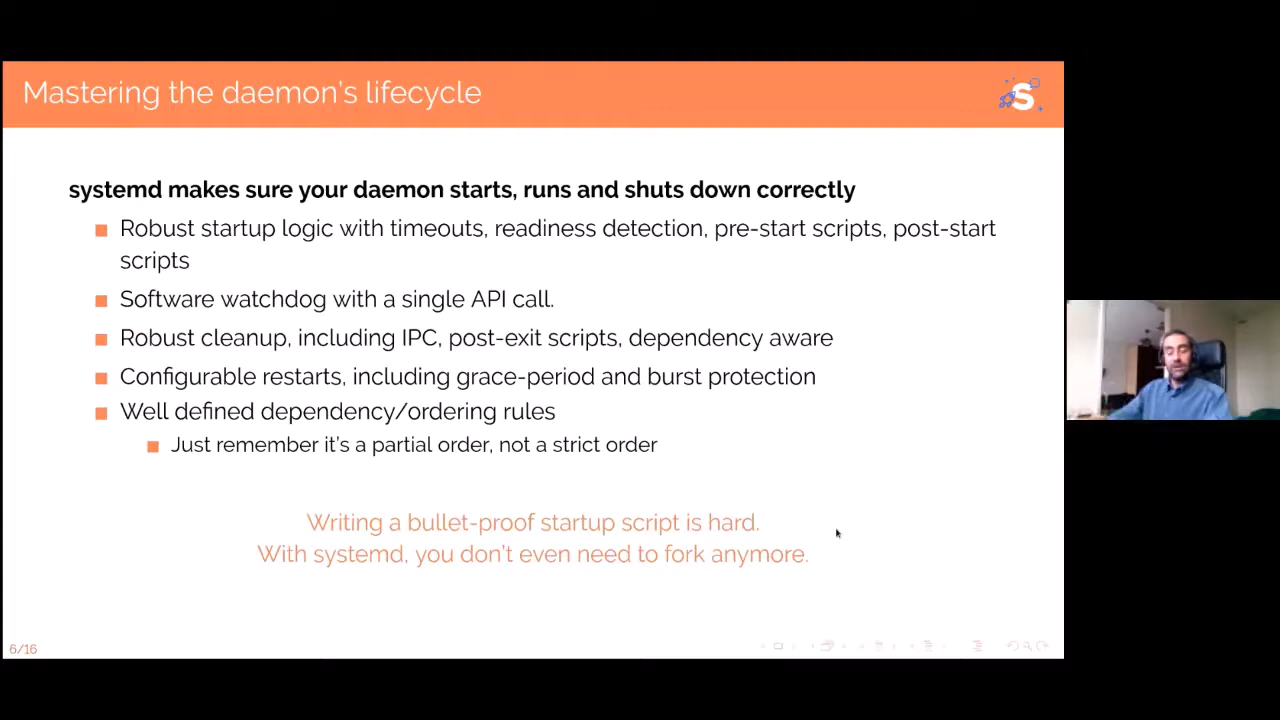 Mastering the daemon's lifecycle
S
systemd makes sure your daemon starts, runs and shuts down correctly
Robust startup logic with timeouts, readiness detection, pre-start scripts, post-start
scripts
Software watchdog with a single API call.
Robust cleanup, including IPC, post-exit scripts, dependency aware
Configurable restarts, including grace-period and burst protection
Well defined dependency/ordering rules
Just remember it's a partial order, not a strict order
Writing a bullet-proof startup script is hard.
With systemd, you don't even need to fork anymore.
6/16